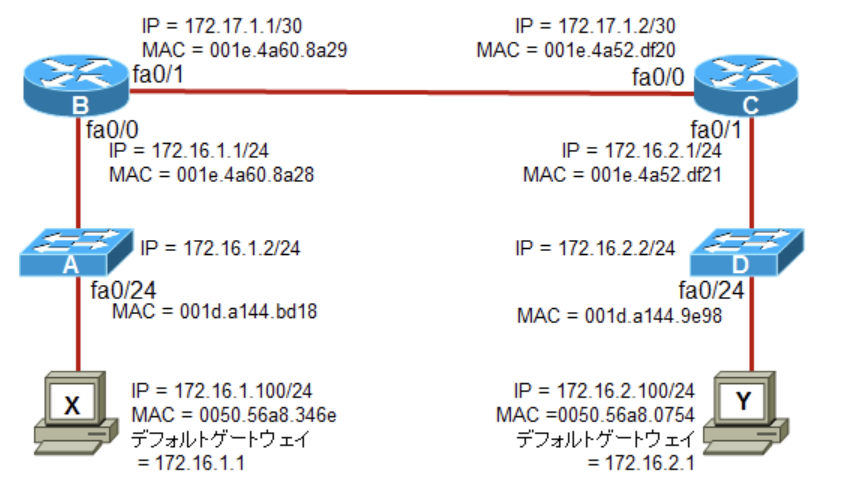 IP = 172.17.1.1/30
MAC = 001e.4a60.8a29
fa0/1
B
fa0/0
IP = 172.16.1.1/24
MAC = 001e.4a60.8a28
IP = 172.17.1.2/30
MAC = 001e.4a52.df20
fa0/0
C
fa0/1
IP = 172.16.2.1/24
MAC = 001e.4a52.df21
A
IP = 172.16.1.2/24
fa0/24
MAC = 001d.a144.bd18
IP = 172.16.2.2/24
D
fa0/24
MAC = 001d.a144.9e98
X
IP = 172.16.1.100/24
MAC = 0050.56a8.346e
デフォルトゲートウェイ
= 172.16.1.1
IP = 172.16.2.100/24
MAC =0050.56a8.0754
デフォルトゲートウェイ
= 172.16.2.1
Y